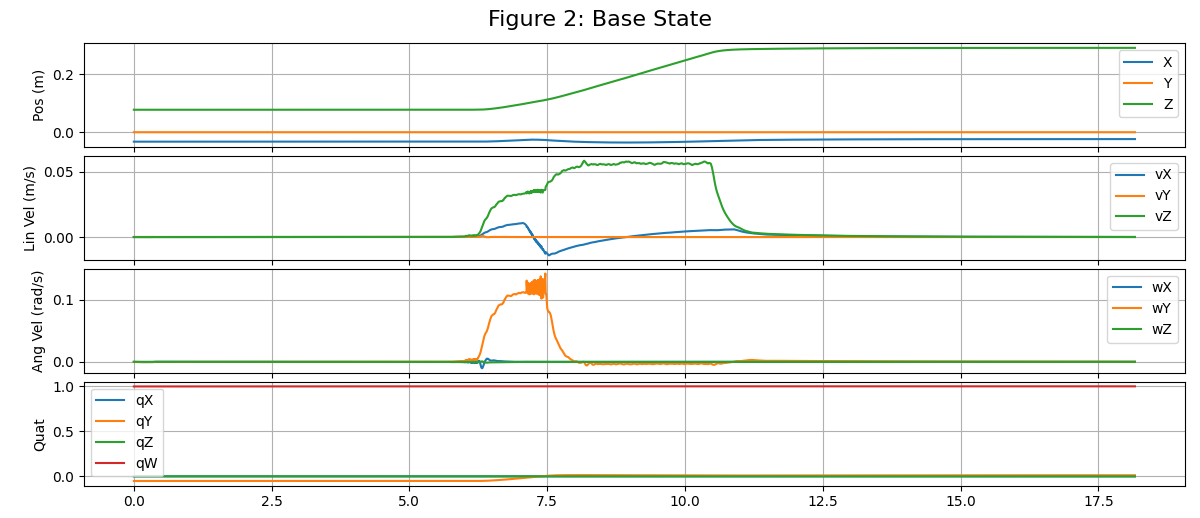 Figure 2: Base State
Pos (m)
0.2
0.0
X
Y
Z
Lin Vel (m/s)
0.05
0.00
vX
vY
vZ
Ang Vel (rad/s)
0.1
0.0
wX
wY
wZ
Quat
1.0
0.5
0.0
qX
qY
qZ
qW
0.0 2.5 5.0 7.5 10.0 12.5 15.0 17.5